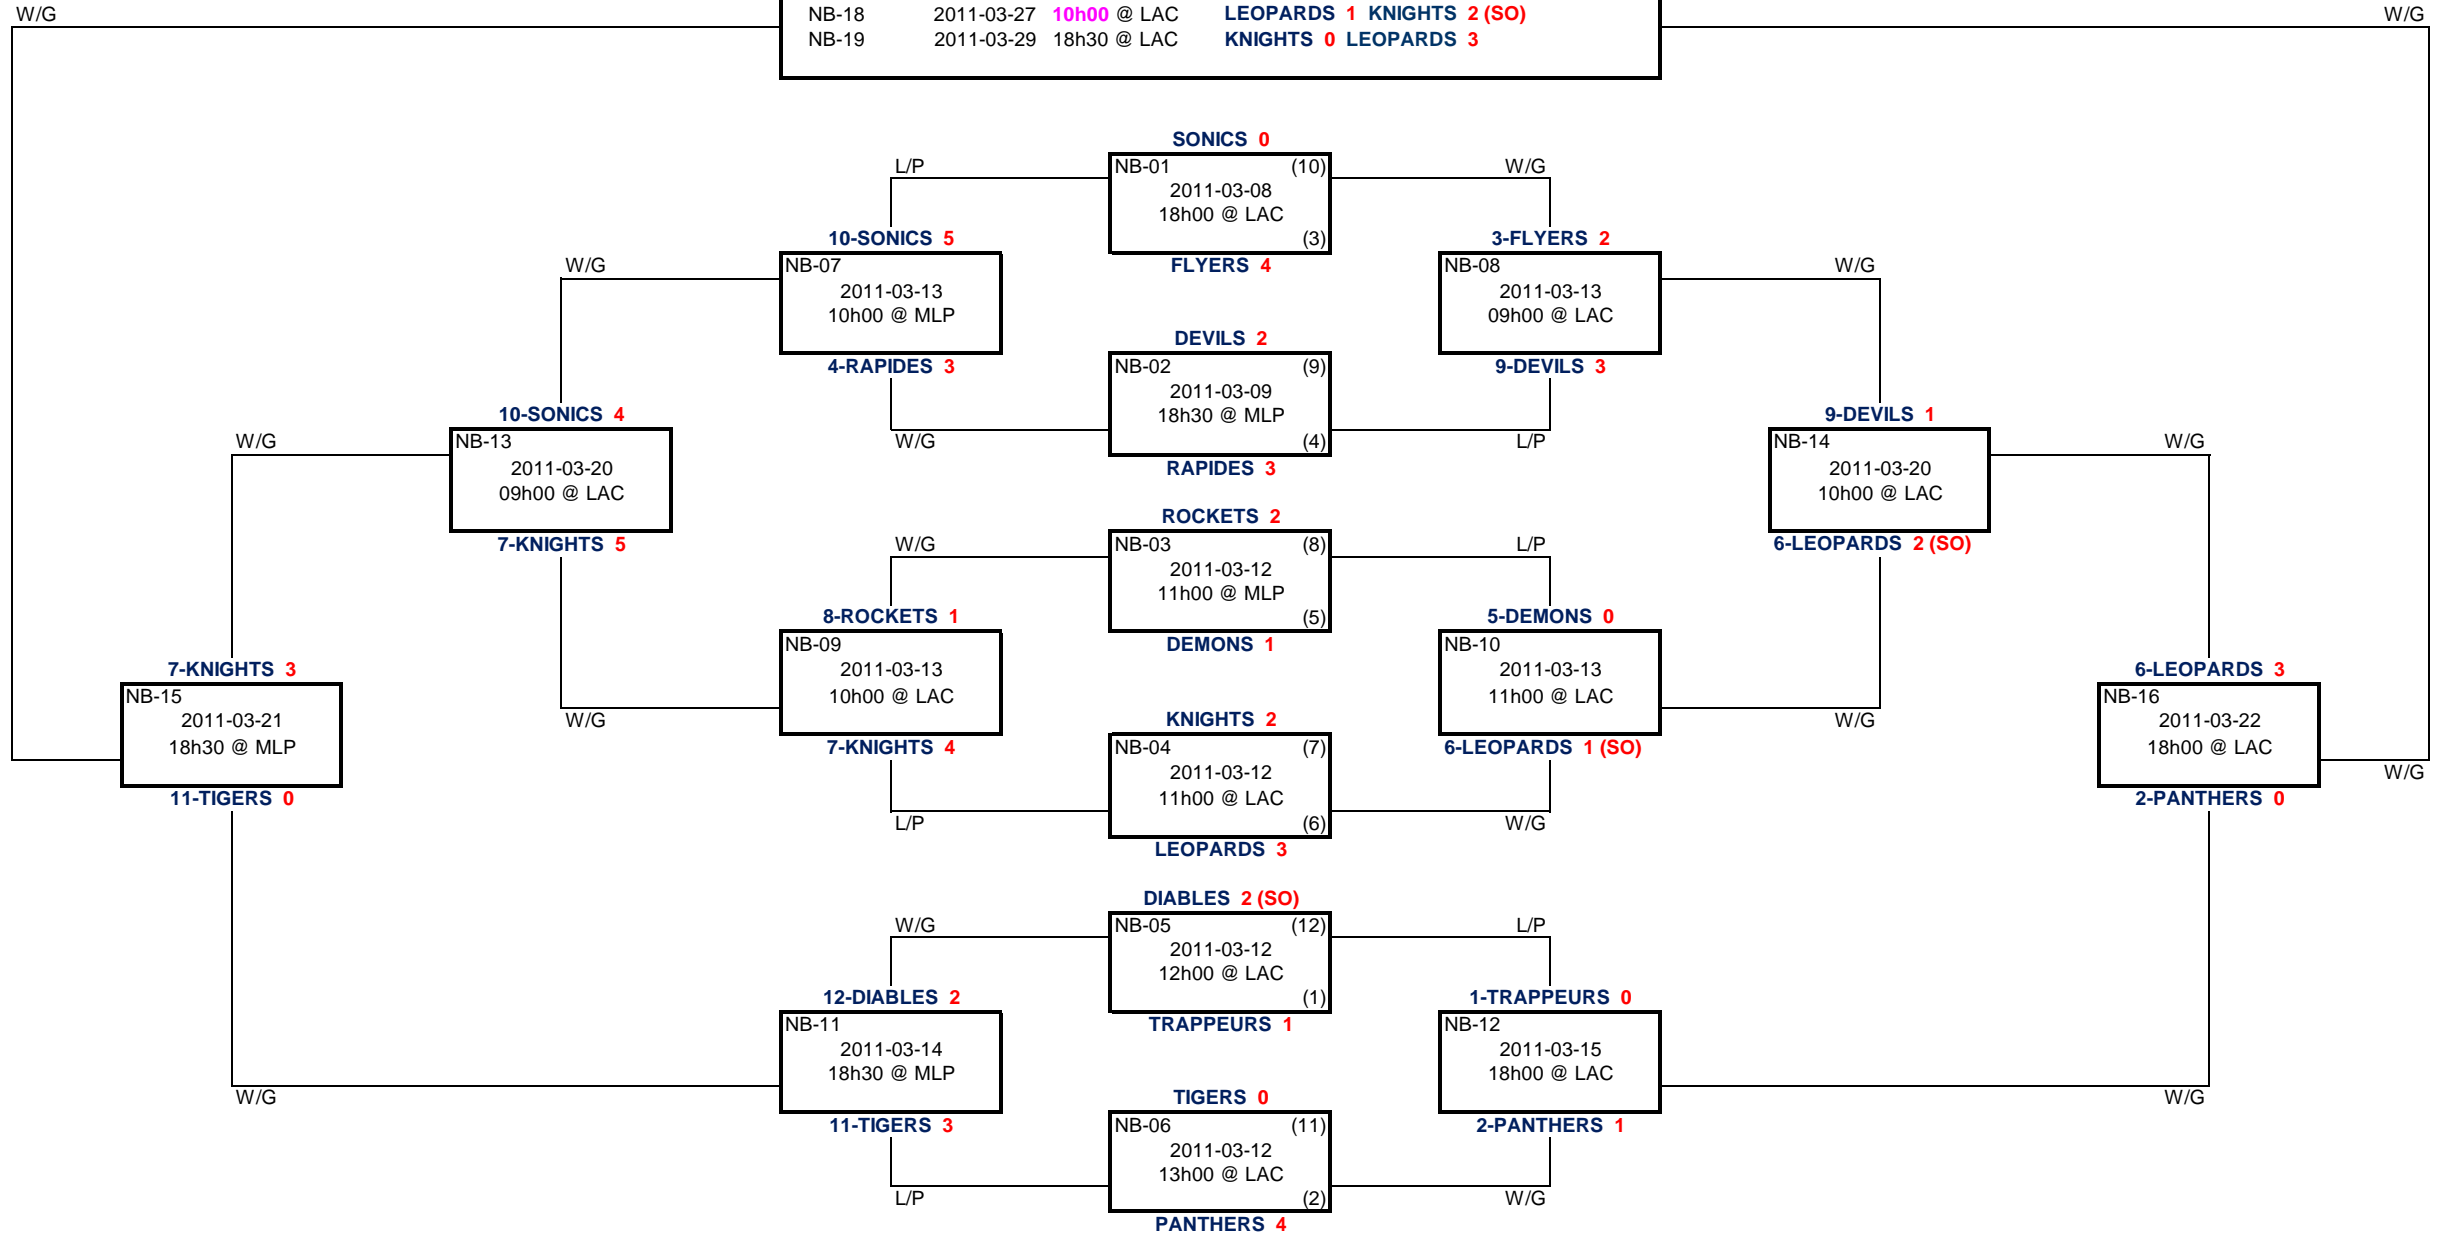 W/G
W/G
NB-18 2011-03-27 10h00 @ LAC LEOPARDS 1 KNIGHTS 2 (SO)
NB-19 2011-03-29 18h30 @ LAC KNIGHTS 0 LEOPARDS 3
SONICS 0
L/P
NB-01 (10)
W/G
2011-03-08
18h00 @ LAC
(3)
FLYERS 4
10-SONICS 5
W/G
NB-07
2011-03-13
10h00 @ MLP
4-RAPIDES 3
3-FLYERS 2
NB-08
W/G
2011-03-13
09h00 @ LAC
9-DEVILS 3
DEVILS 2
NB-02 (9)
2011-03-09
18h30 @ MLP
W/G
(4)
L/P
RAPIDES 3
10-SONICS 4
W/G
NB-13
2011-03-20
09h00 @ LAC
7-KNIGHTS 5
9-DEVILS 1
NB-14
W/G
2011-03-20
10h00 @ LAC
6-LEOPARDS 2 (SO)
ROCKETS 2
W/G
NB-03 (8)
L/P
2011-03-12
11h00 @ MLP
(5)
DEMONS 1
8-ROCKETS 1
NB-09
2011-03-13
10h00 @ LAC
W/G
7-KNIGHTS 4
5-DEMONS 0
NB-10
2011-03-13
11h00 @ LAC
W/G
6-LEOPARDS 1 (SO)
7-KNIGHTS 3
NB-15
2011-03-21
18h30 @ MLP
11-TIGERS 0
6-LEOPARDS 3
NB-16
2011-03-22
18h00 @ LAC
W/G
2-PANTHERS 0
KNIGHTS 2
NB-04 (7)
2011-03-12
11h00 @ LAC
L/P
(6)
W/G
LEOPARDS 3
DIABLES 2 (SO)
W/G
NB-05 (12)
L/P
2011-03-12
12h00 @ LAC
(1)
TRAPPEURS 1
12-DIABLES 2
NB-11
2011-03-14
18h30 @ MLP
W/G
11-TIGERS 3
1-TRAPPEURS 0
NB-12
2011-03-15
18h00 @ LAC
W/G
2-PANTHERS 1
TIGERS 0
NB-06 (11)
2011-03-12
13h00 @ LAC
L/P
(2)
W/G
PANTHERS 4